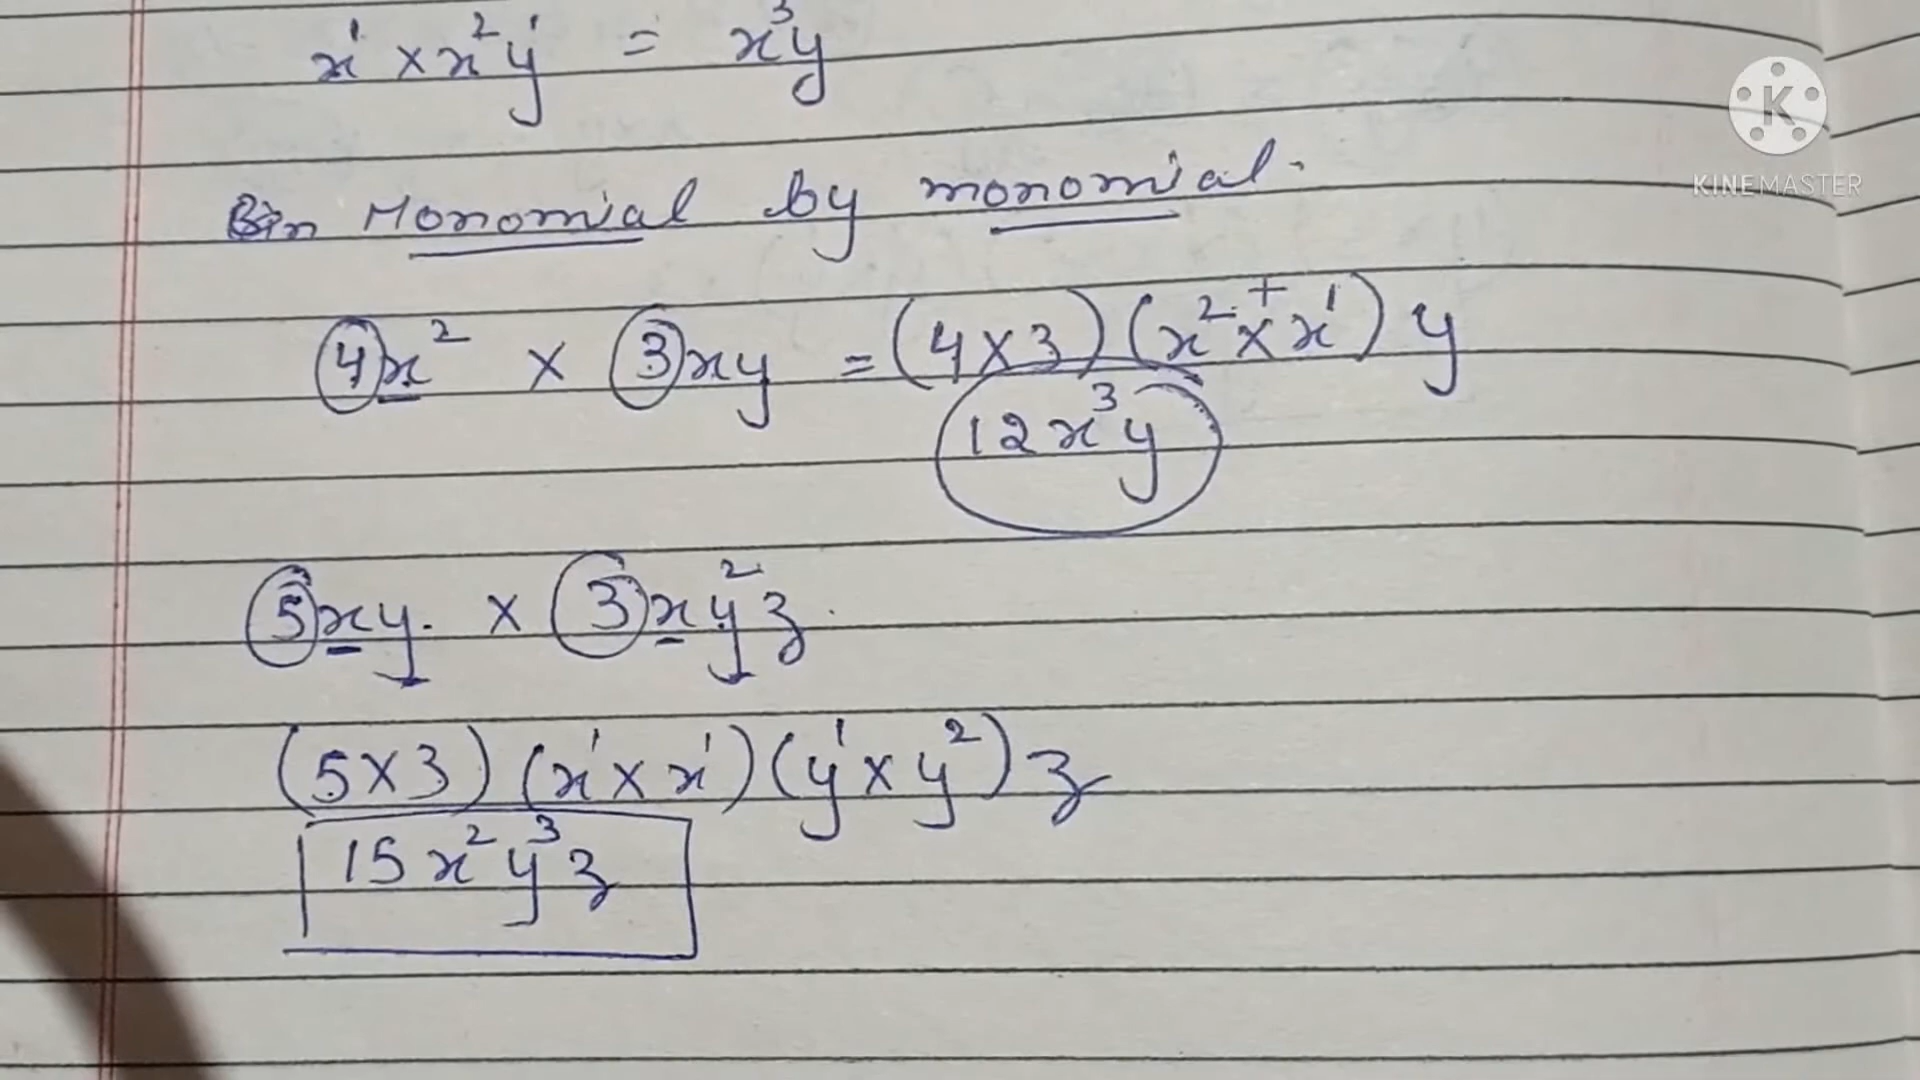 x¹ × x²y¹ = x³y
Monomial by monomial.
4x² × 3xy = (4×3) (x² ×⁺ x¹) y
12x³y
5xy. × 3xy²z.
(5×3) (x¹ × x¹) (y¹ × y²) z
15x²y³z
K
KINEMASTER